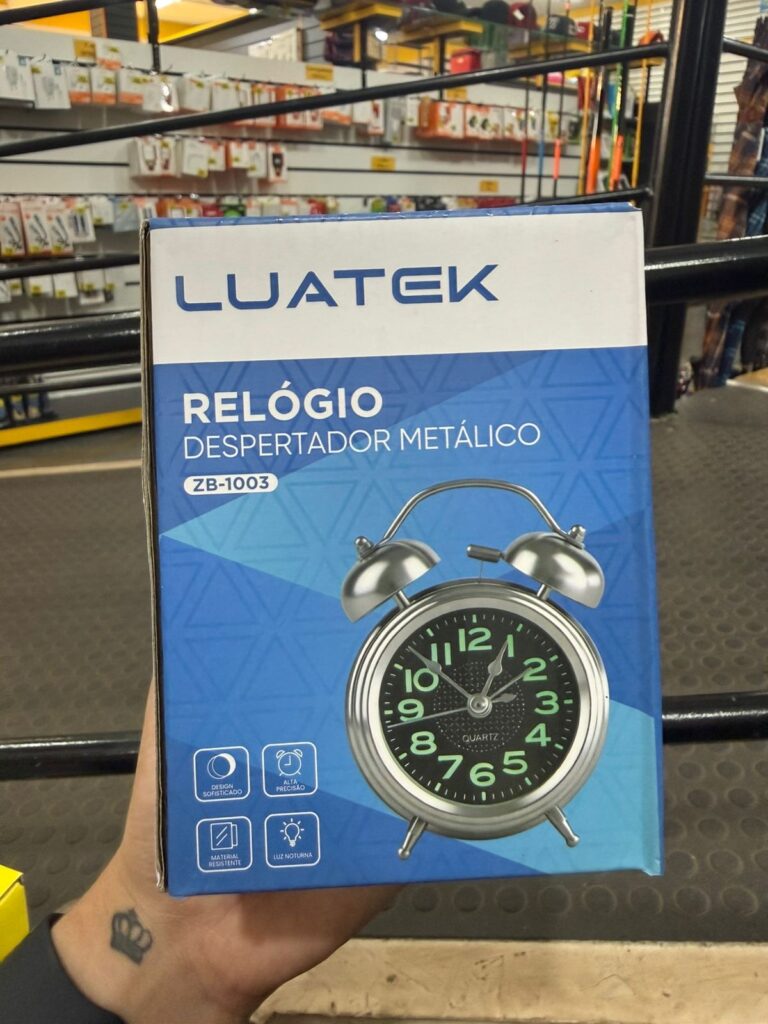 LUATEK
RELÓGIO
DESPERTADOR METÁLICO
ZB-1003
12
1
2
3
4
5
6
7
8
9
10
11
QUARTZ
DESIGN
SOFISTICADO
ALTA
PRECISÃO
MATERIAL
RESISTENTE
LUZ NOTURNA